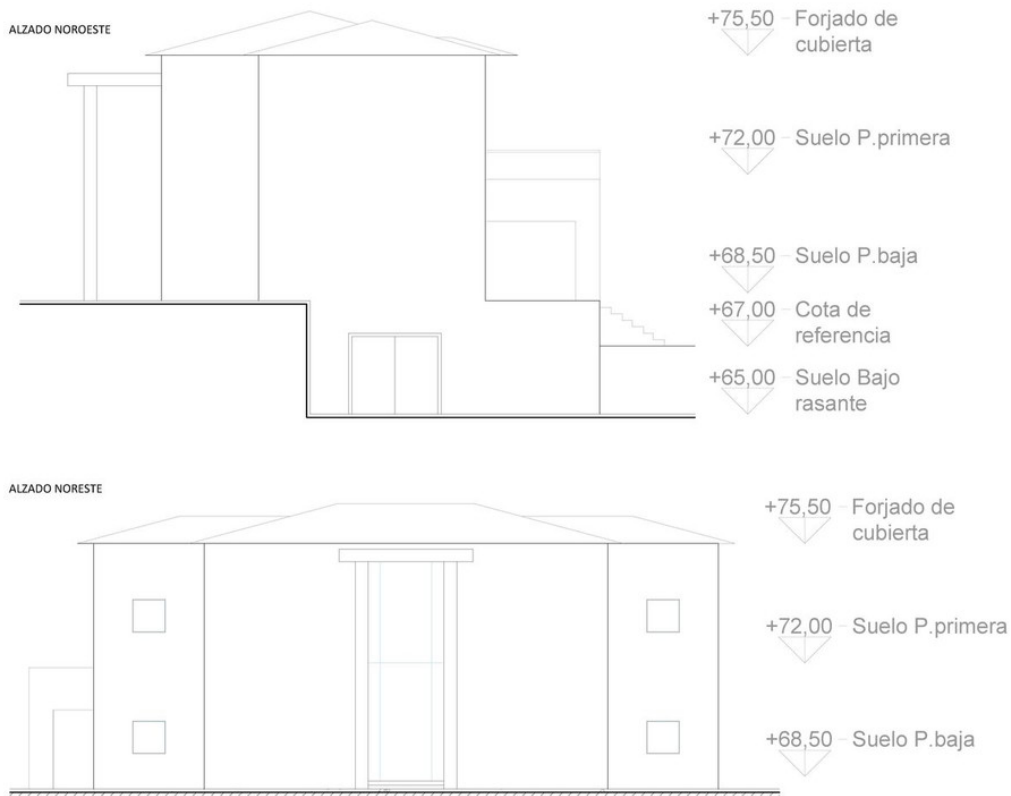 ALZADO NOROESTE
+75,50 Forjado de
cubierta
+72,00 Suelo P.primera
+68,50 Suelo P.baja
+67,00 Cota de
referencia
+65,00 Suelo Bajo
rasante
ALZADO NORESTE
+75,50 Forjado de
cubierta
+72,00 Suelo P.primera
+68,50 Suelo P.baja